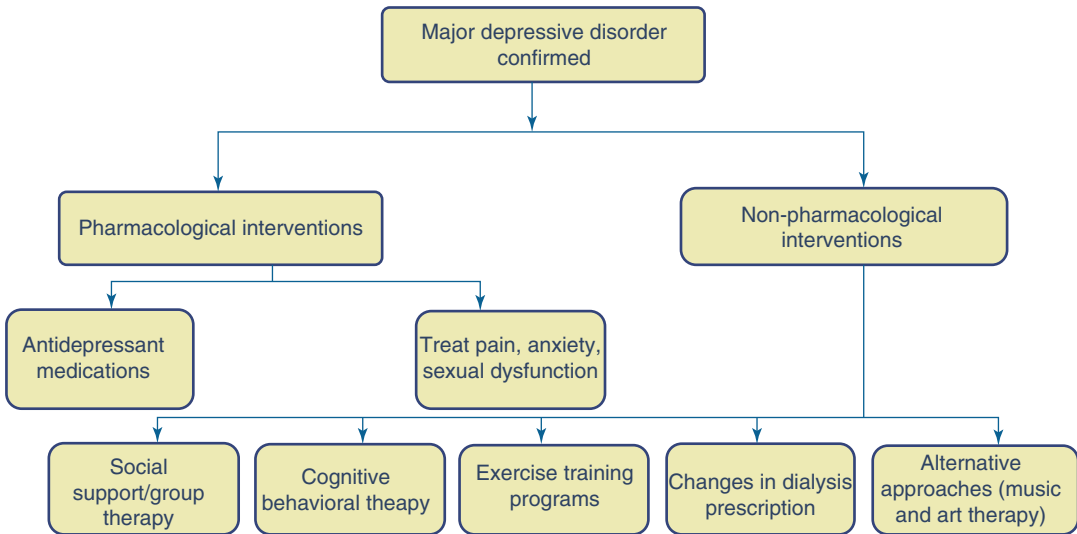 Major depressive disorder
confirmed
Pharmacological interventions
Non-pharmacological
interventions
Antidepressant
medications
Treat pain, anxiety,
sexual dysfunction
Social
support/group
therapy
Cognitive
behavioral theapy
Exercise training
programs
Changes in dialysis
prescription
Alternative
approaches (music
and art therapy)